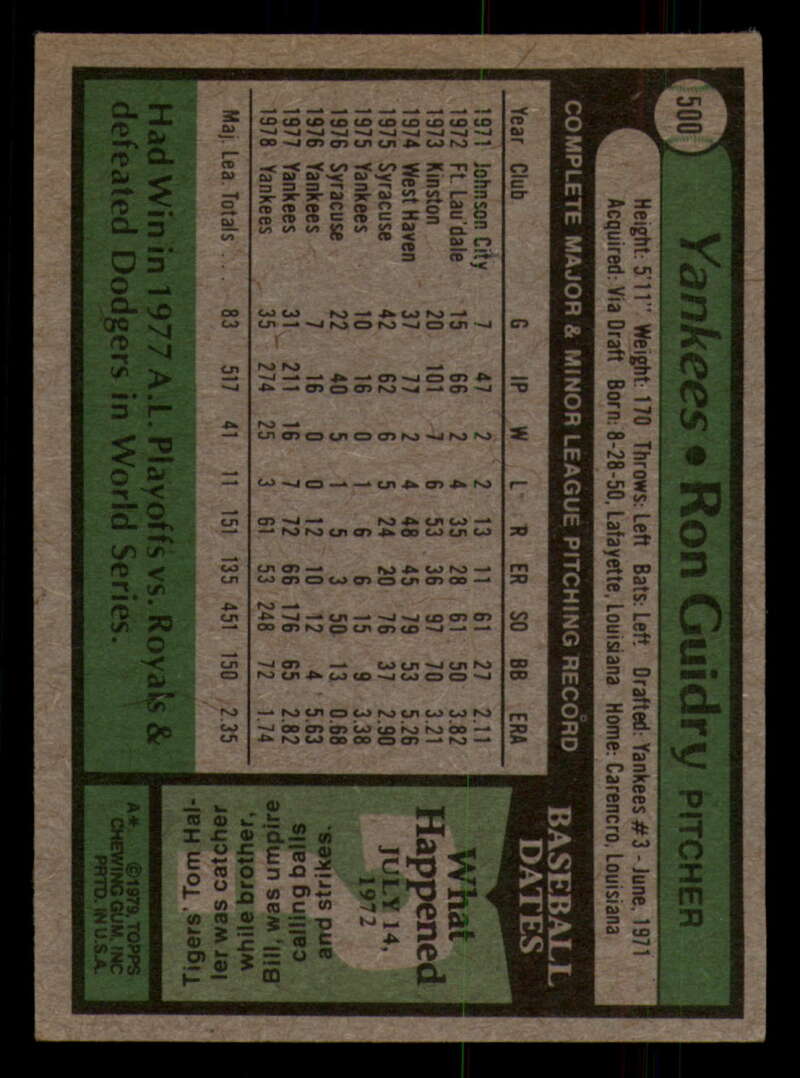 500
Yankees • Ron Guidry PITCHER
Height: 5'11" Weight: 170 Throws: Left Bats: Left Drafted: Yankees #3 - June, 1971
Acquired: Via Draft Born: 8-28-50, Lafayette, Louisiana Home: Carencro, Louisiana
COMPLETE MAJOR & MINOR LEAGUE PITCHING RECORD
Year Club G IP W L R ER SO BB ERA
1971 Johnson City 7 47 2 2 13 11 61 27 2.11
1972 Ft. Lau'dale 15 66 2 4 35 28 61 50 3.82
1973 Kinston 20 101 7 6 53 36 97 70 3.21
1974 West Haven 37 77 2 4 48 45 79 53 5.26
1975 Syracuse 42 62 6 5 24 20 76 37 2.90
1975 Yankees 10 16 0 1 6 6 15 9 3.38
1976 Syracuse 22 40 5 1 5 3 50 13 0.68
1976 Yankees 7 16 0 0 12 10 12 4 5.63
1977 Yankees 31 211 16 7 72 66 176 65 2.82
1978 Yankees 35 274 25 3 61 53 248 72 1.74
Maj. Lea. Totals . . . 83 517 41 11 151 135 451 150 2.35
Had Win in 1977 A.L. Playoffs vs. Royals &
defeated Dodgers in World Series.
BASEBALL
DATES
What
Happened
JULY 14,
1972
Tigers' Tom Hal-
ler was catcher
while brother,
Bill, was umpire
calling balls
and strikes.
A*. ©1979, TOPPS
CHEWING GUM, INC
PRTD. IN U.S.A.